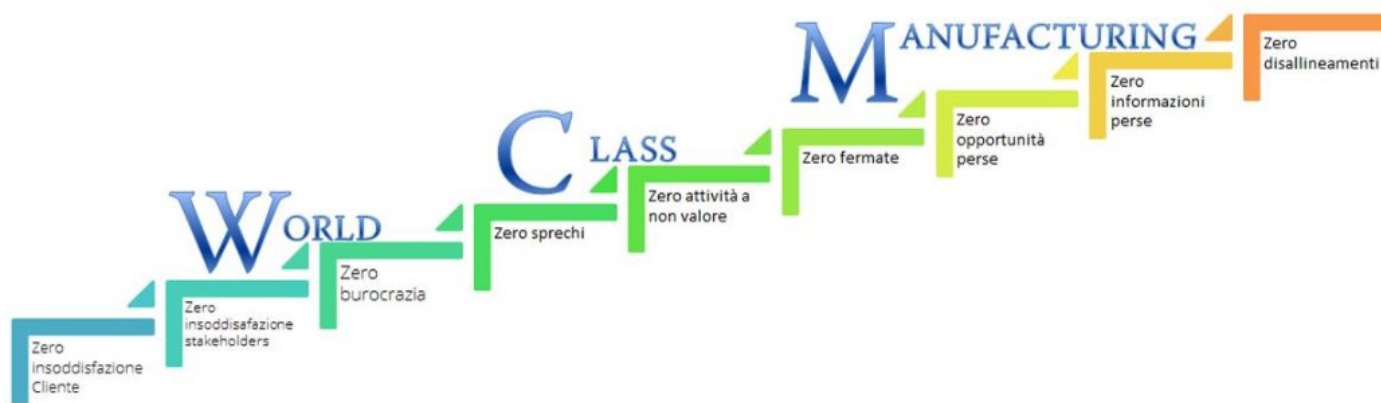 WORLD
CLASS
MANUFACTURING
Zero
insoddisfazione
Cliente
Zero
insoddisafazione
stakeholders
Zero
burocrazia
Zero sprechi
Zero attività a
non valore
Zero fermate
Zero
opportunità
perse
Zero
informazioni
perse
Zero
disallineamenti